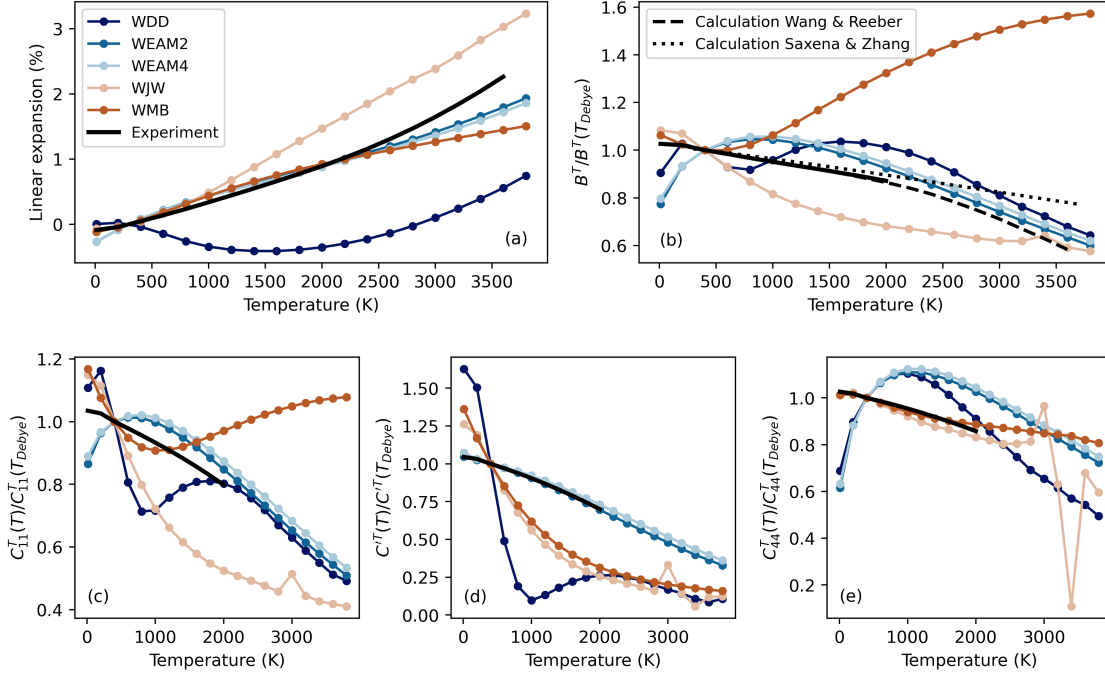 WDD
WEAM2
WEAM4
WJW
WMB
Experiment
Linear expansion (%)
3
2
1
0
0 500 1000 1500 2000 2500 3000 3500
Temperature (K)
(a)
Calculation Wang & Reeber
Calculation Saxena & Zhang
B^T/B^T(T_Debye)
1.6
1.4
1.2
1.0
0.8
0.6
0 500 1000 1500 2000 2500 3000 3500
Temperature (K)
(b)
C_11^T(T)/C_11^T(T_Debye)
1.2
1.0
0.8
0.6
0.4
0 1000 2000 3000
Temperature (K)
(c)
C'^T(T)/C'^T(T_Debye)
1.50
1.25
1.00
0.75
0.50
0.25
0.00
0 1000 2000 3000
Temperature (K)
(d)
C_44^T(T)/C_44^T(T_Debye)
1.0
0.8
0.6
0.4
0.2
0 1000 2000 3000
Temperature (K)
(e)